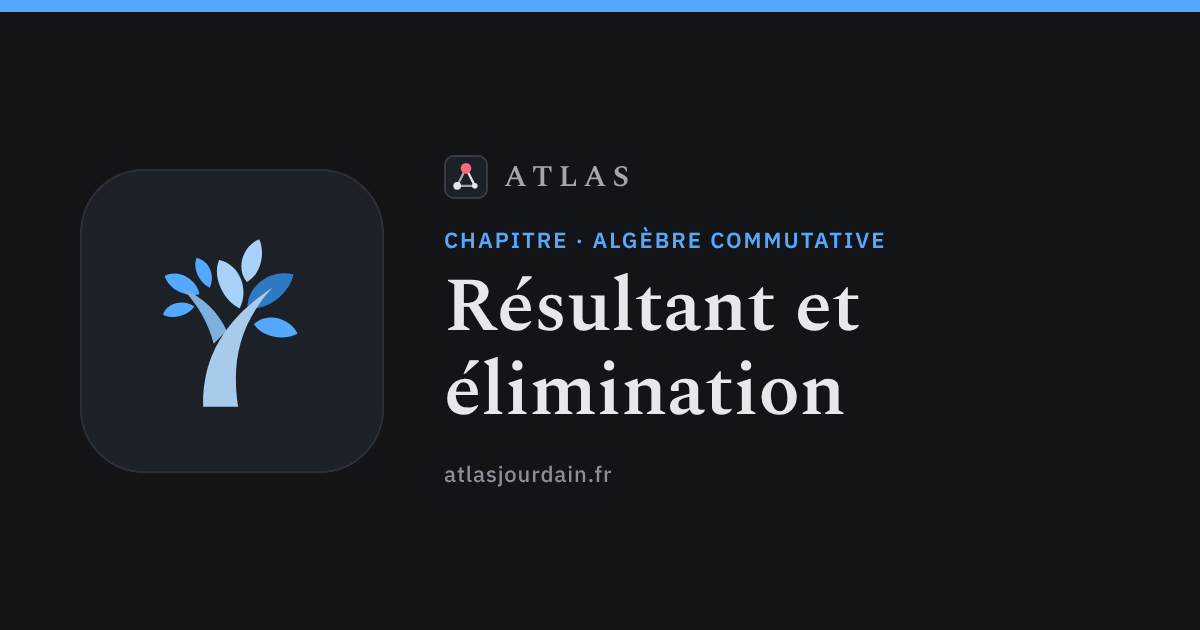 ATLAS
CHAPITRE · ALGÈBRE COMMUTATIVE
Résultant et
élimination
atlasjourdain.fr